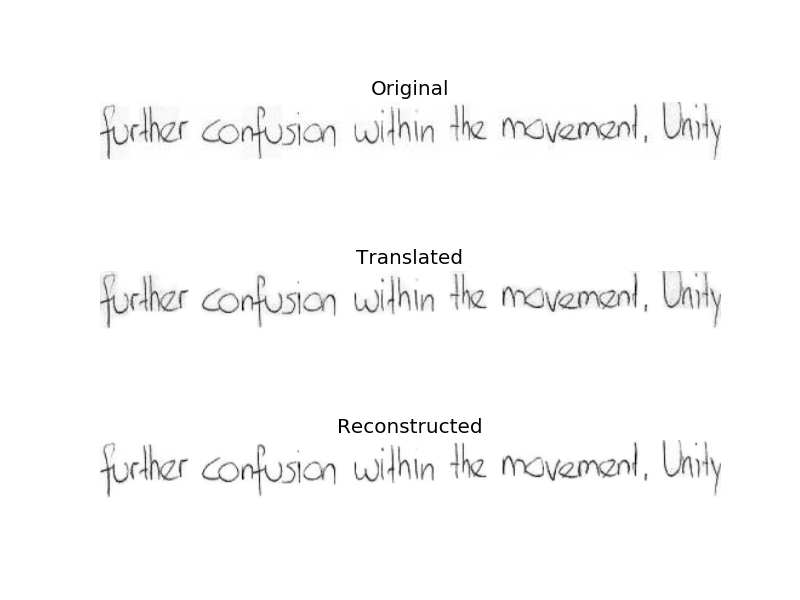 Original
further confusion within the movement. Unity
Translated
further confusion within the movement. Unity
Reconstructed
further confusion within the movement. Unity